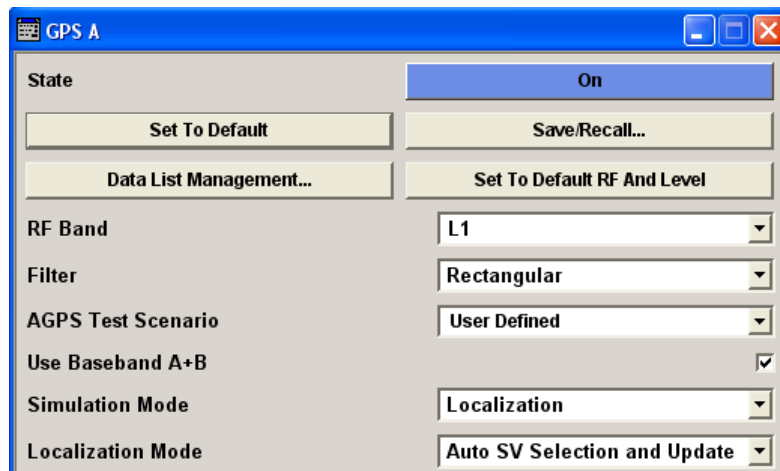 GPS A
State On
Set To Default Save/Recall...
Data List Management... Set To Default RF And Level
RF Band L1
Filter Rectangular
AGPS Test Scenario User Defined
Use Baseband A+B
Simulation Mode Localization
Localization Mode Auto SV Selection and Update